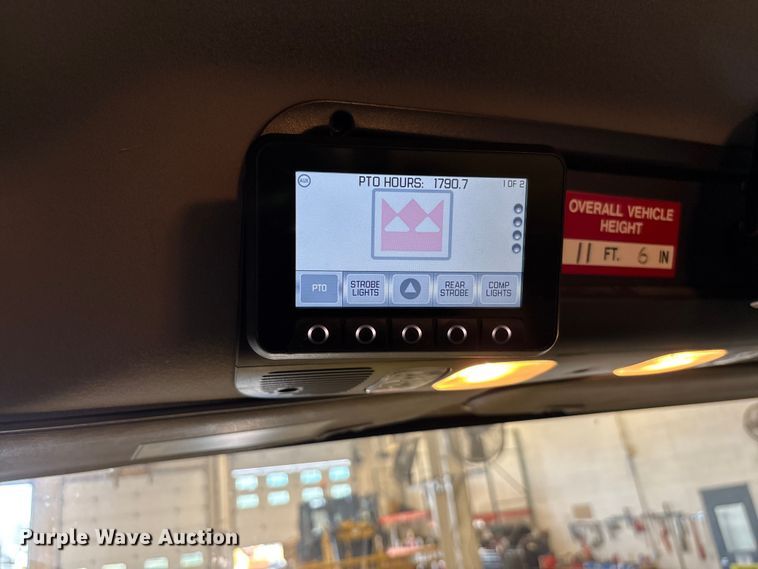 AUX
PTO HOURS: 1790.7
1 OF 2
PTO
STROBE
LIGHTS
REAR
STROBE
COMP
LIGHTS
OVERALL VEHICLE
HEIGHT
11 FT. 6 IN
Purple Wave Auction